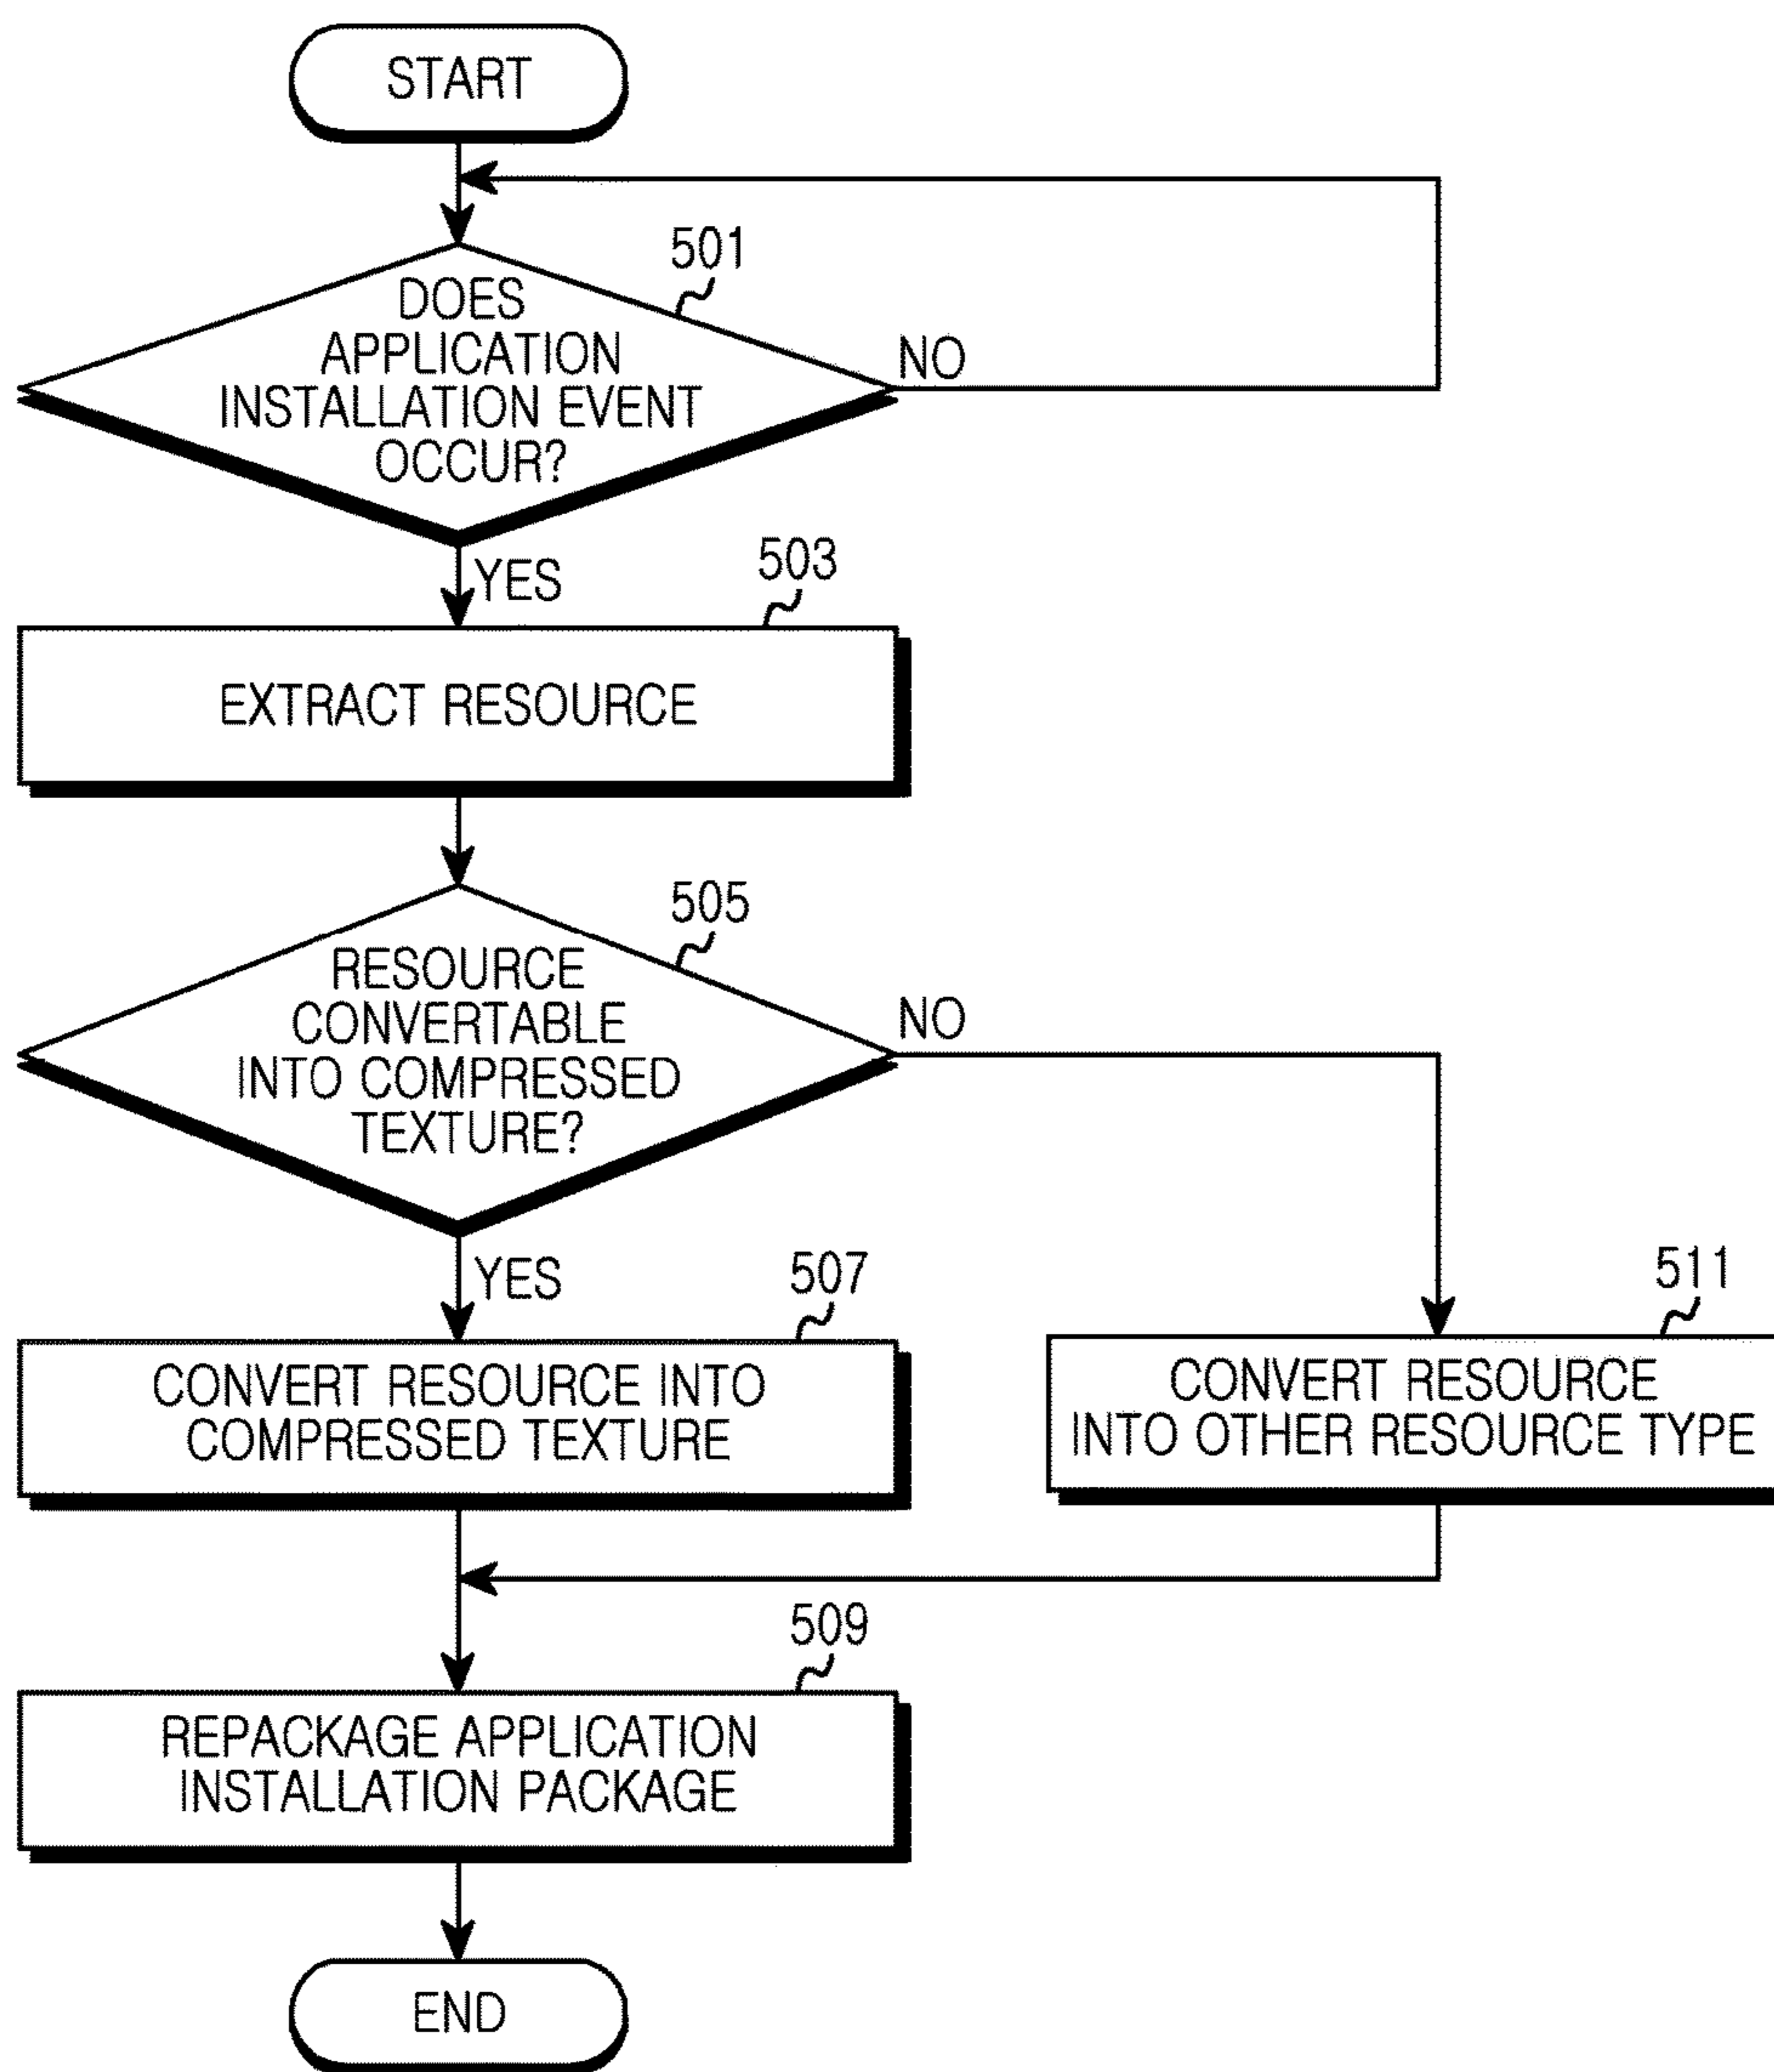 START
501
DOES
APPLICATION
INSTALLATION EVENT
OCCUR?
NO
YES
503
EXTRACT RESOURCE
505
RESOURCE
CONVERTABLE
INTO COMPRESSED
TEXTURE?
NO
YES
507
CONVERT RESOURCE INTO
COMPRESSED TEXTURE
511
CONVERT RESOURCE
INTO OTHER RESOURCE TYPE
509
REPACKAGE APPLICATION
INSTALLATION PACKAGE
END